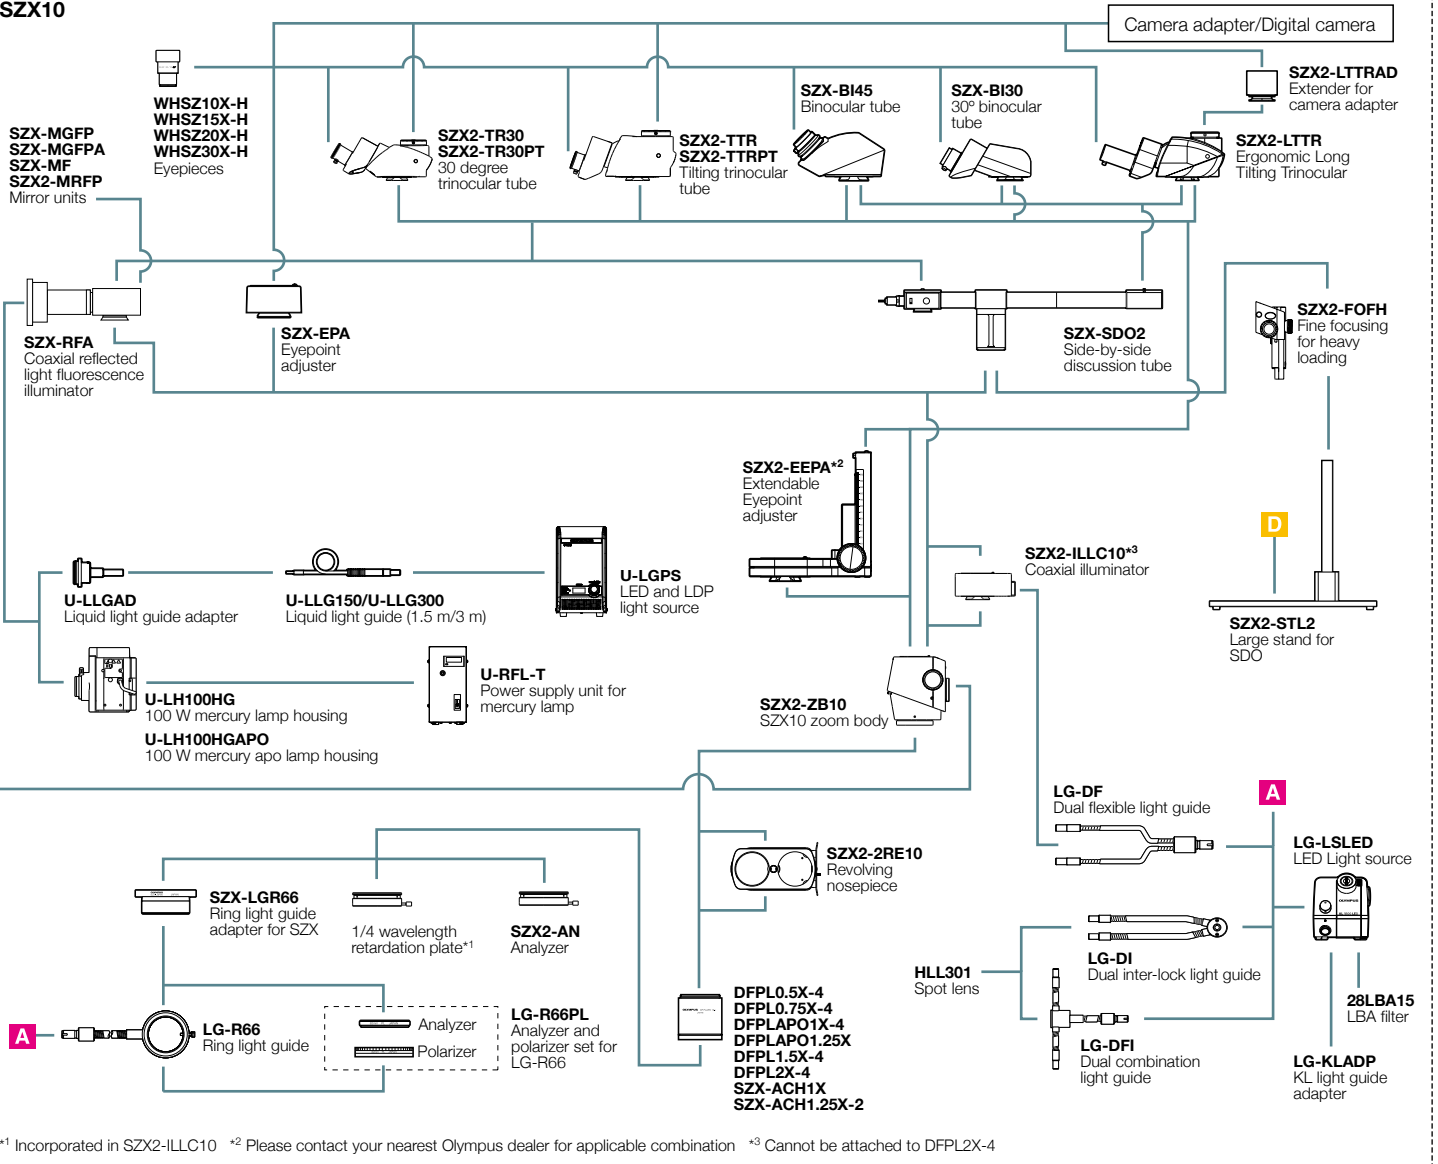 SZX10
Camera adapter/Digital camera
WHSZ10X-H
WHSZ15X-H
WHSZ20X-H
WHSZ30X-H
Eyepieces
SZX-MGFP
SZX-MGFPA
SZX-MF
SZX2-MRFP
Mirror units
SZX2-TR30
SZX2-TR30PT
30 degree
trinocular tube
SZX2-TTR
SZX2-TTRPT
Tilting trinocular
tube
SZX-BI45
Binocular tube
SZX-BI30
30º binocular
tube
SZX2-LTTRAD
Extender for
camera adapter
SZX2-LTTR
Ergonomic Long
Tilting Trinocular
SZX-RFA
Coaxial reflected
light fluorescence
illuminator
SZX-EPA
Eyepoint
adjuster
SZX-SDO2
Side-by-side
discussion tube
SZX2-FOFH
Fine focusing
for heavy
loading
SZX2-EEPA*2
Extendable
Eyepoint
adjuster
D
SZX2-STL2
Large stand for
SDO
SZX2-ILLC10*3
Coaxial illuminator
U-LLGAD
Liquid light guide adapter
U-LLG150/U-LLG300
Liquid light guide (1.5 m/3 m)
U-LGPS
LED and LDP
light source
U-LH100HG
100 W mercury lamp housing
U-LH100HGAPO
100 W mercury apo lamp housing
U-RFL-T
Power supply unit for
mercury lamp
SZX2-ZB10
SZX10 zoom body
LG-DF
Dual flexible light guide
A
LG-LSLED
LED Light source
OLYMPUS
SZX2-2RE10
Revolving
nosepiece
SZX-LGR66
Ring light guide
adapter for SZX
1/4 wavelength
retardation plate*1
SZX2-AN
Analyzer
HLL301
Spot lens
LG-DI
Dual inter-lock light guide
LG-DFI
Dual combination
light guide
28LBA15
LBA filter
LG-KLADP
KL light guide
adapter
A
LG-R66
Ring light guide
Analyzer
Polarizer
LG-R66PL
Analyzer and
polarizer set for
LG-R66
OLYMPUS
DFPL0.5X-4
DFPL0.75X-4
DFPLAPO1X-4
DFPLAPO1.25X
DFPL1.5X-4
DFPL2X-4
SZX-ACH1X
SZX-ACH1.25X-2
*1 Incorporated in SZX2-ILLC10 *2 Please contact your nearest Olympus dealer for applicable combination *3 Cannot be attached to DFPL2X-4